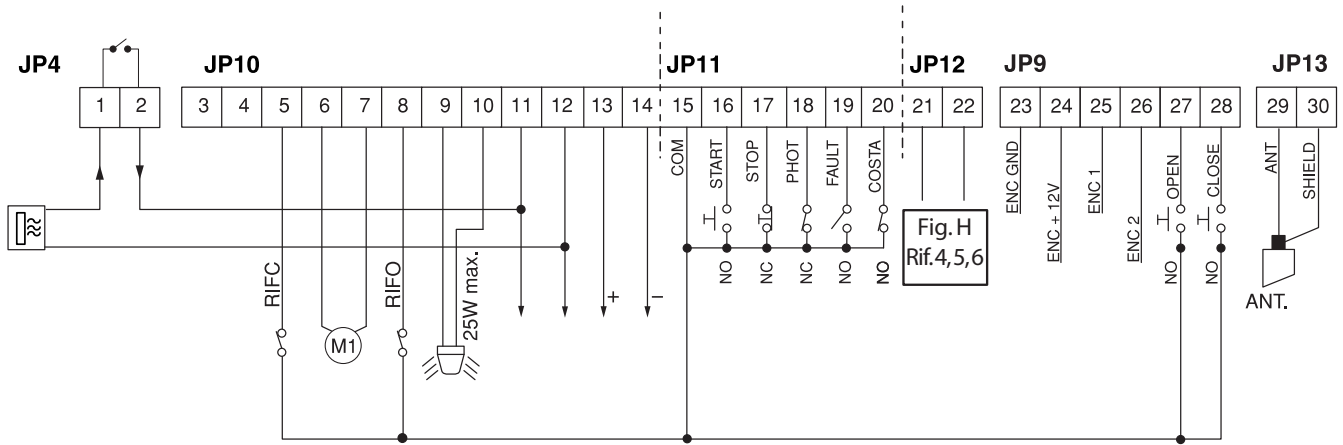 JP4 JP10 JP11 JP12 JP9 JP13
1 2 3 4 5 6 7 8 9 10 11 12 13 14 15 16 17 18 19 20 21 22 23 24 25 26 27 28 29 30
COM
START
STOP
PHOT
FAULT
COSTA
ENC GND
ENC + 12V
ENC 1
ENC 2
OPEN
CLOSE
ANT
SHIELD
Fig. H
Rif.4,5,6
NO
NC
NC
NO
NO
NO
NO
RIFC
RIFO
25W max.
+
–
M1
ANT.